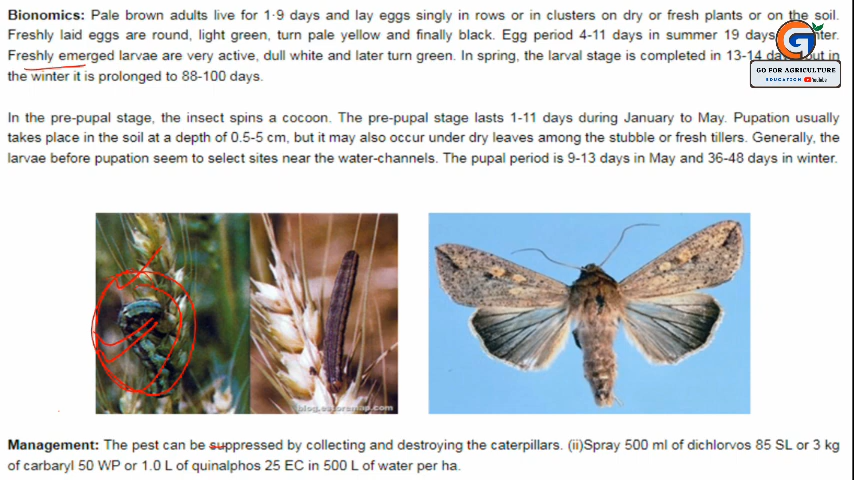 Bionomics: Pale brown adults live for 1-9 days and lay eggs singly in rows or in clusters on dry or fresh plants or on the soil.
Freshly laid eggs are round, light green, turn pale yellow and finally black. Egg period 4-11 days in summer 19 days
Freshly emerged larvae are very active, dull white and later turn green. In spring, the larval stage is completed in 13-14 in
the winter it is prolonged to 88-100 days.
GO FOR AGRICULTURE
EDUCATION YouTube
In the pre-pupal stage, the insect spins a cocoon. The pre-pupal stage lasts 1-11 days during January to May. Pupation usually
takes place in the soil at a depth of 0.5-5 cm, but it may also occur under dry leaves among the stubble or fresh tillers. Generally, the
larvae before pupation seem to select sites near the water-channels. The pupal period is 9-13 days in May and 36-48 days in winter.
Management: The pest can be suppressed by collecting and destroying the caterpillars. (ii)Spray 500 ml of dichlorvos 85 SL or 3 kg
of carbaryl 50 WP or 1.0 L of quinalphos 25 EC in 500 L of water per ha.